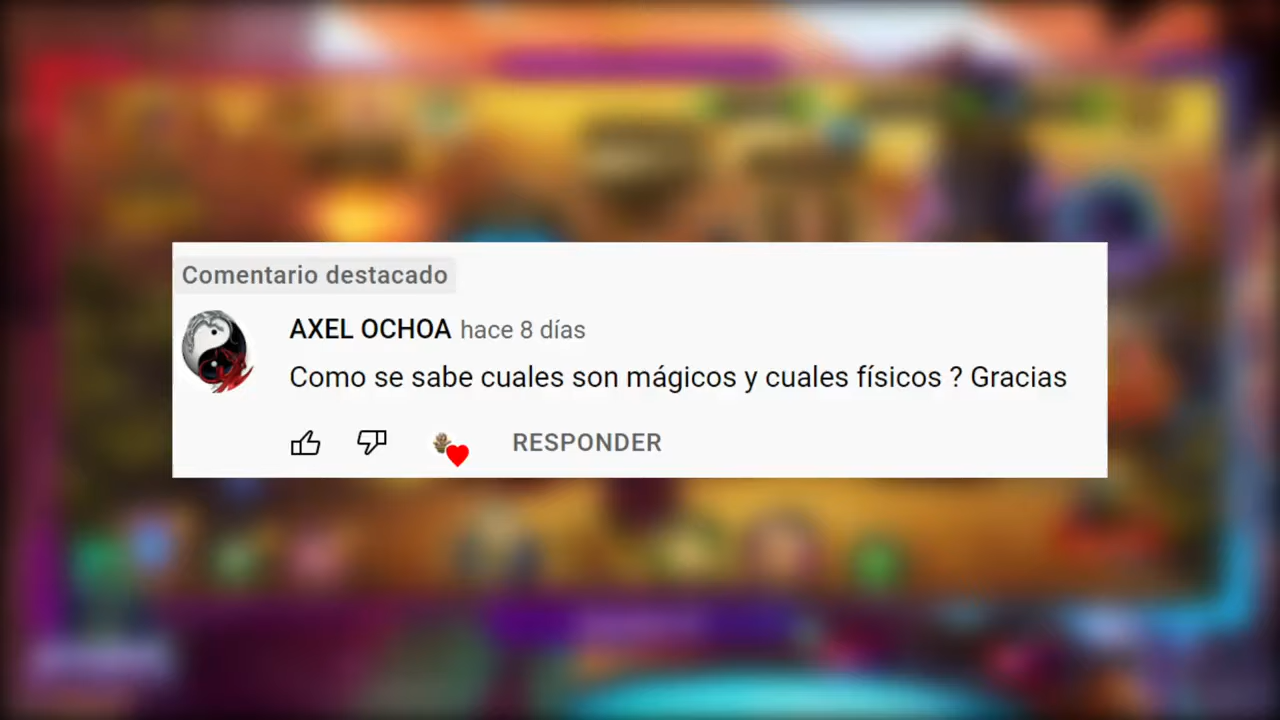 Comentario destacado
AXEL OCHOA hace 8 días
Como se sabe cuales son mágicos y cuales físicos ? Gracias
RESPONDER